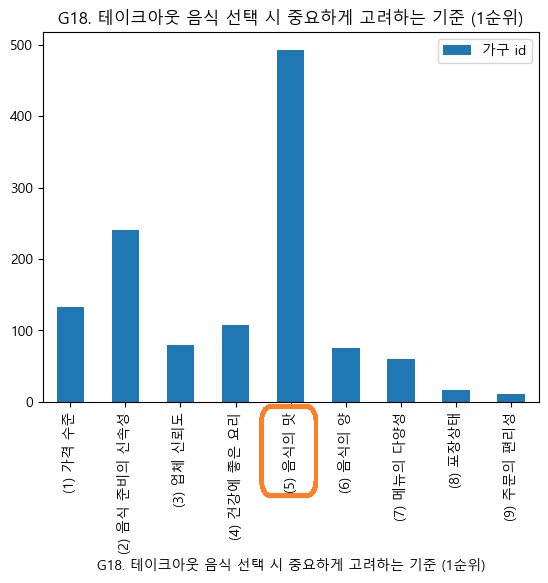 G18. 테이크아웃 음식 선택 시 중요하게 고려하는 기준 (1순위)
가구 id
500
400
300
200
100
0
(1) 가격 수준
(2) 음식 준비의 신속성
(3) 업체 신뢰도
(4) 건강에 좋은 요리
(5) 음식의 맛
(6) 음식의 양
(7) 메뉴의 다양성
(8) 포장상태
(9) 주문의 편리성
G18. 테이크아웃 음식 선택 시 중요하게 고려하는 기준 (1순위)